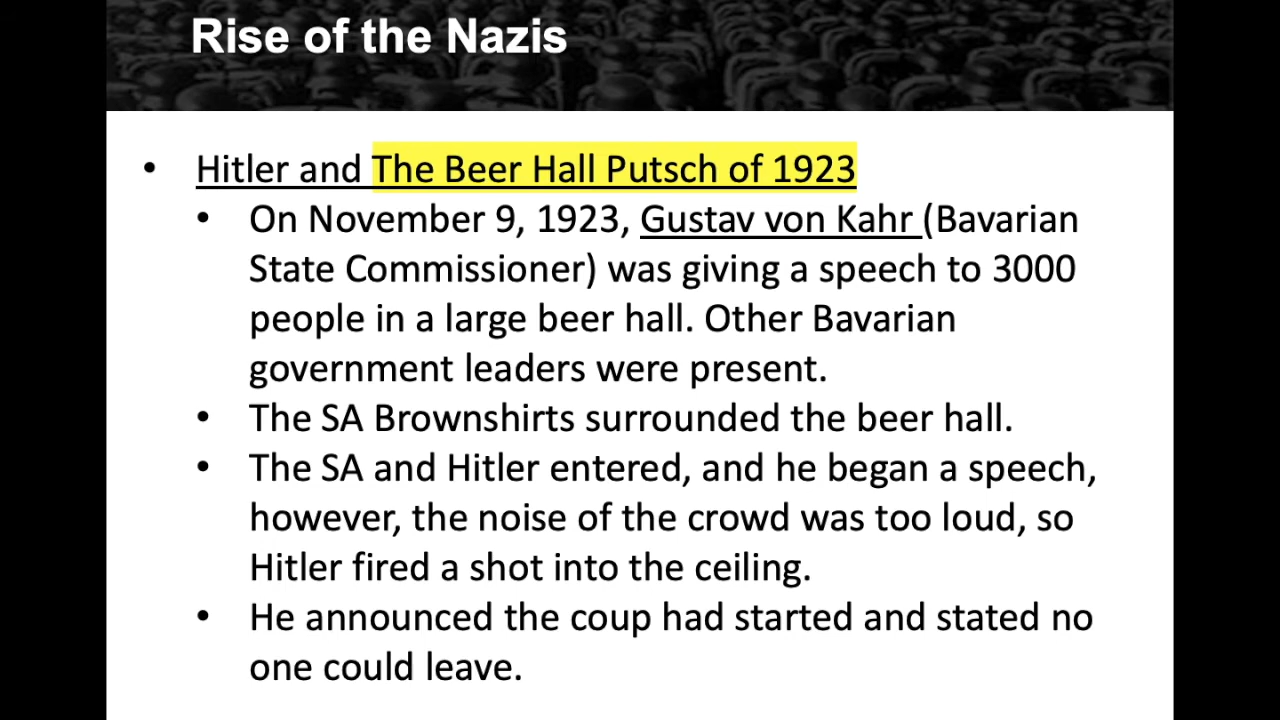 Rise of the Nazis
• Hitler and The Beer Hall Putsch of 1923
• On November 9, 1923, Gustav von Kahr (Bavarian
State Commissioner) was giving a speech to 3000
people in a large beer hall. Other Bavarian
government leaders were present.
• The SA Brownshirts surrounded the beer hall.
• The SA and Hitler entered, and he began a speech,
however, the noise of the crowd was too loud, so
Hitler fired a shot into the ceiling.
• He announced the coup had started and stated no
one could leave.